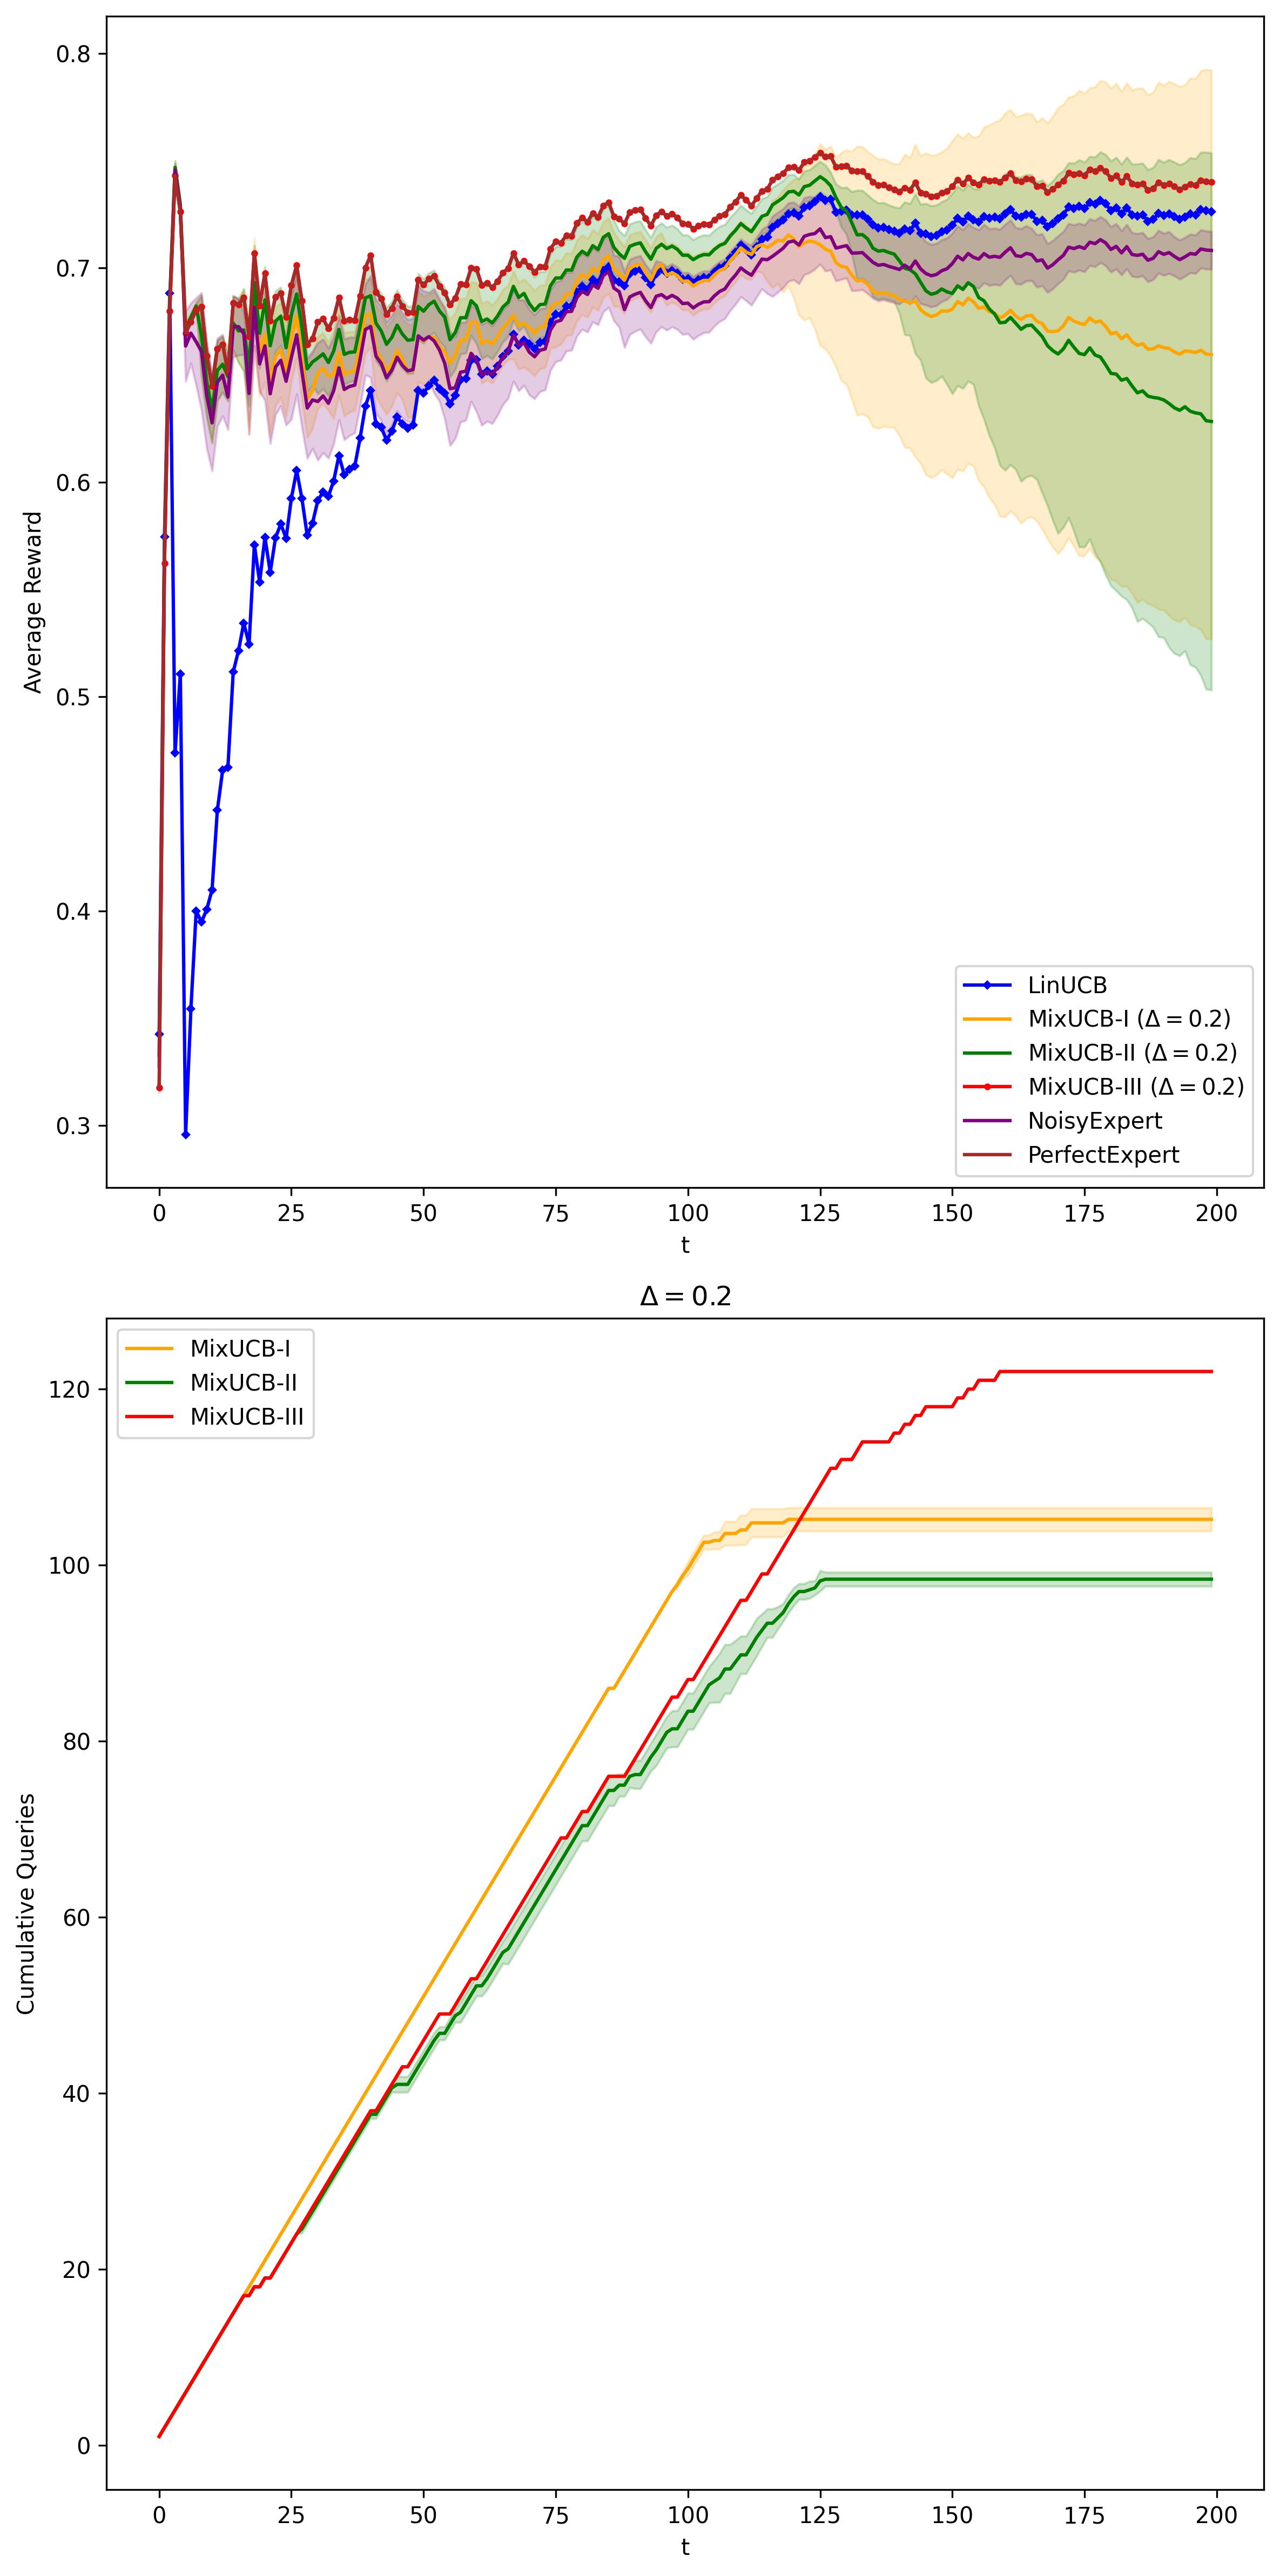 0.8
0.7
0.6
0.5
0.4
0.3
Average Reward
LinUCB
MixUCB-I (Δ = 0.2)
MixUCB-II (Δ = 0.2)
MixUCB-III (Δ = 0.2)
NoisyExpert
PerfectExpert
0 25 50 75 100 125 150 175 200
t
Δ = 0.2
MixUCB-I
MixUCB-II
MixUCB-III
120
100
80
60
40
20
0
Cumulative Queries
0 25 50 75 100 125 150 175 200
t